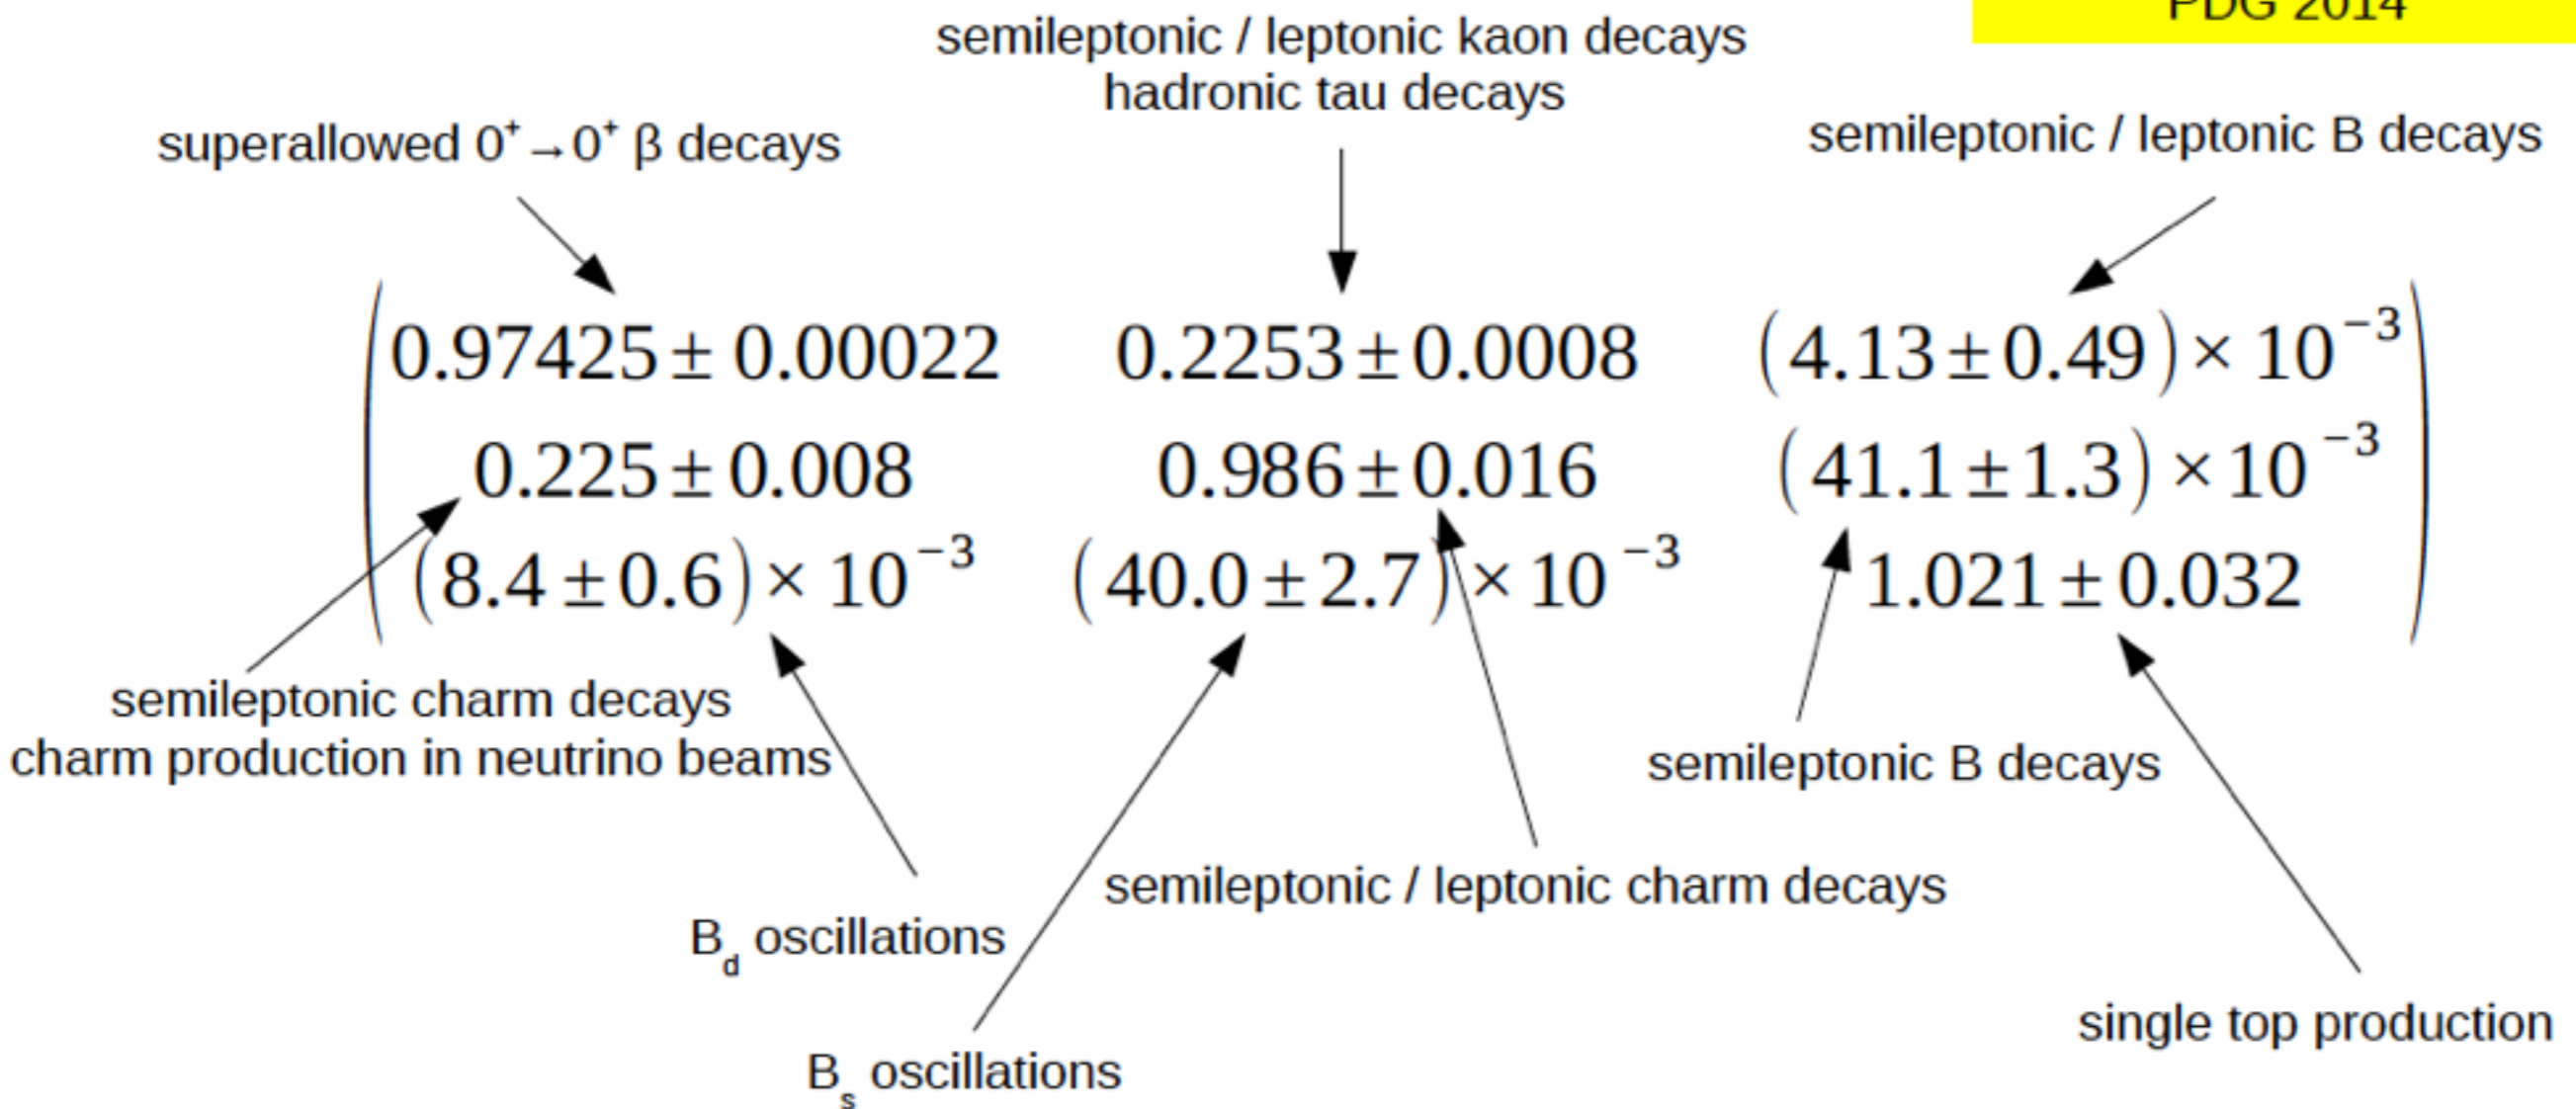 PDG 2014
semileptonic / leptonic kaon decays
hadronic tau decays
superallowed 0⁺→0⁺ β decays
semileptonic / leptonic B decays
0.97425 ± 0.00022 0.2253 ± 0.0008 (4.13 ± 0.49) × 10⁻³
0.225 ± 0.008 0.986 ± 0.016 (41.1 ± 1.3) × 10⁻³
(8.4 ± 0.6) × 10⁻³ (40.0 ± 2.7) × 10⁻³ 1.021 ± 0.032
semileptonic charm decays
charm production in neutrino beams
semileptonic B decays
semileptonic / leptonic charm decays
B_d oscillations
single top production
B_s oscillations